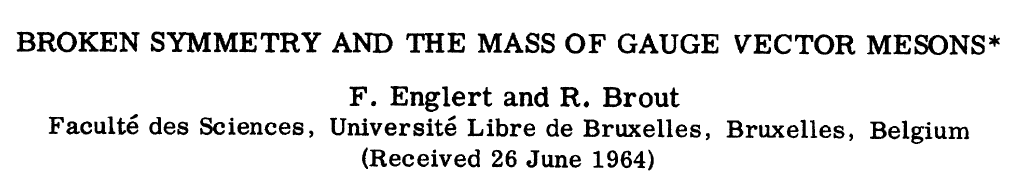 BROKEN SYMMETRY AND THE MASS OF GAUGE VECTOR MESONS*
F. Englert and R. Brout
Faculté des Sciences, Université Libre de Bruxelles, Bruxelles, Belgium
(Received 26 June 1964)